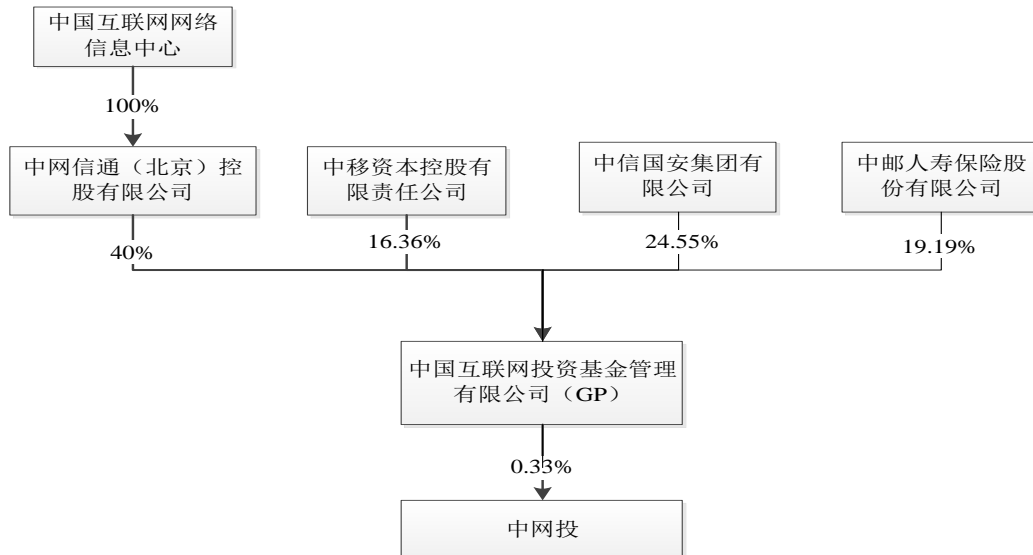 中国互联网网络
信息中心
100%
中网信通（北京）控
股有限公司
中移资本控股有
限责任公司
中信国安集团有
限公司
中邮人寿保险股
份有限公司
40%
16.36%
24.55%
19.19%
中国互联网投资基金管理
有限公司（GP）
0.33%
中网投